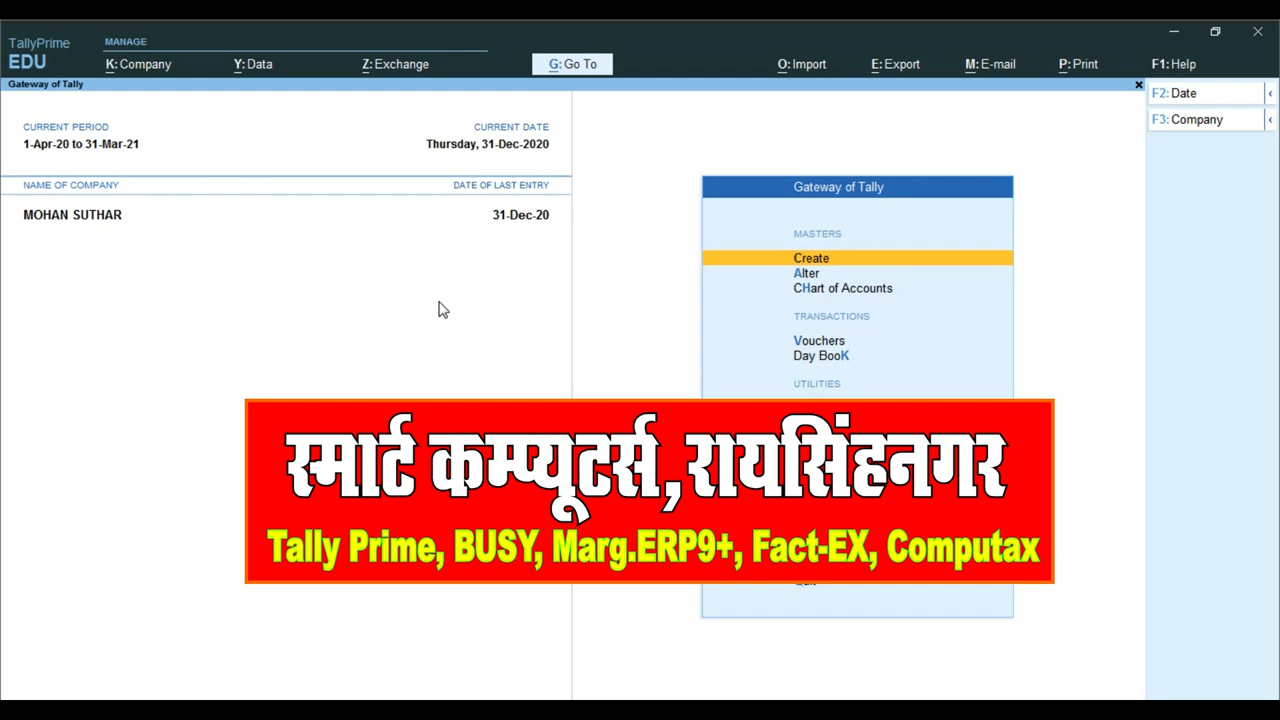 TallyPrime
EDU
MANAGE
K: Company
Y: Data
Z: Exchange
G: Go To
O: Import
E: Export
M: E-mail
P: Print
F1: Help
Gateway of Tally
F2: Date
F3: Company
CURRENT PERIOD
CURRENT DATE
1-Apr-20 to 31-Mar-21
Thursday, 31-Dec-2020
NAME OF COMPANY
DATE OF LAST ENTRY
MOHAN SUTHAR
31-Dec-20
Gateway of Tally
MASTERS
Create
Alter
CHart of Accounts
TRANSACTIONS
Vouchers
Day BooK
UTILITIES
स्मार्ट कम्प्यूटर्स,रायसिंहनगर
Tally Prime, BUSY, Marg.ERP9+, Fact-EX, Computax